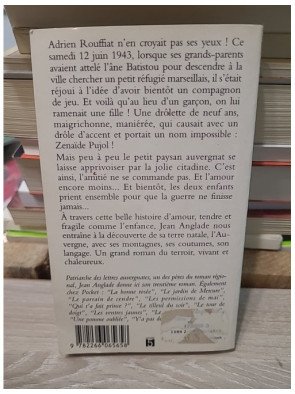 Adrien Rouffiat n'en croyait pas ses yeux ! Ce
samedi 12 juin 1943, lorsque ses grands-parents
avaient attelé l'âne Batistou pour descendre à la
ville chercher un petit réfugié marseillais, il s'était
réjoui à l'idée d'avoir bientôt un compagnon
de jeu. Et voilà qu'au lieu d'un garçon, on lui
ramenait une fille ! Une drôlette de neuf ans,
maigrichonne, maniérée, qui causait avec un
drôle d'accent et portait un nom impossible :
Zenaïde Pujol !
Mais peu à peu le petit paysan auvergnat se
laisse apprivoiser par la jolie citadine. C'est
ainsi, l'amitié ne se commande pas. Et l'amour
encore moins... Et bientôt, les deux enfants
prient ensemble pour que la guerre ne finisse
jamais...
À travers cette belle histoire d'amour, tendre et
fragile comme l'enfance, Jean Anglade nous
entraîne à la découverte de sa terre natale, l'Au-
vergne, avec ses montagnes, ses coutumes, son
langage. Un grand roman du terroir, vivant et
chaleureux.
Patriarche des lettres auvergnates, un des pères du roman régio-
nal, Jean Anglade donne ici son treizième roman. Également
chez Pocket : "La bonne rosée", "Le jardin de Mercure",
"Le parrain de cendre", "Les permissions de mai",
"Qui t'a fait prince ?", "Le tilleul du soir", "Le tour du
doigt", "Les ventres jaunes", "La
"Une pomme oubliée", "Y'a pas d
9 782266 065658
5